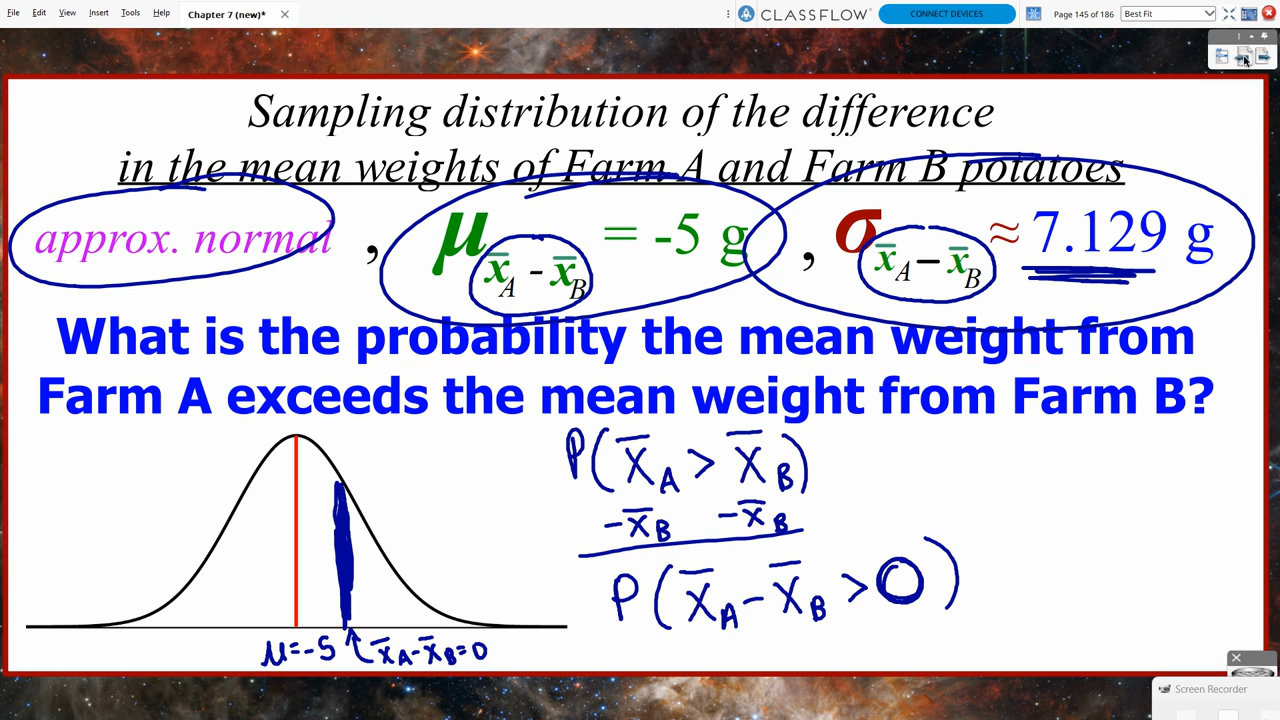 File Edit View Insert Tools Help
Chapter 7 (new)*
CLASSFLOW
CONNECT DEVICES
Page 145 of 186
Best Fit
Sampling distribution of the difference
in the mean weights of Farm A and Farm B potatoes
approx. normal , μ x̄A - x̄B = -5 g , σ x̄A − x̄B ≈ 7.129 g
What is the probability the mean weight from
Farm A exceeds the mean weight from Farm B?
P(x̄A > x̄B)
-x̄B -x̄B
P(x̄A - x̄B > 0)
μ=-5 x̄A-x̄B=0
Screen Recorder